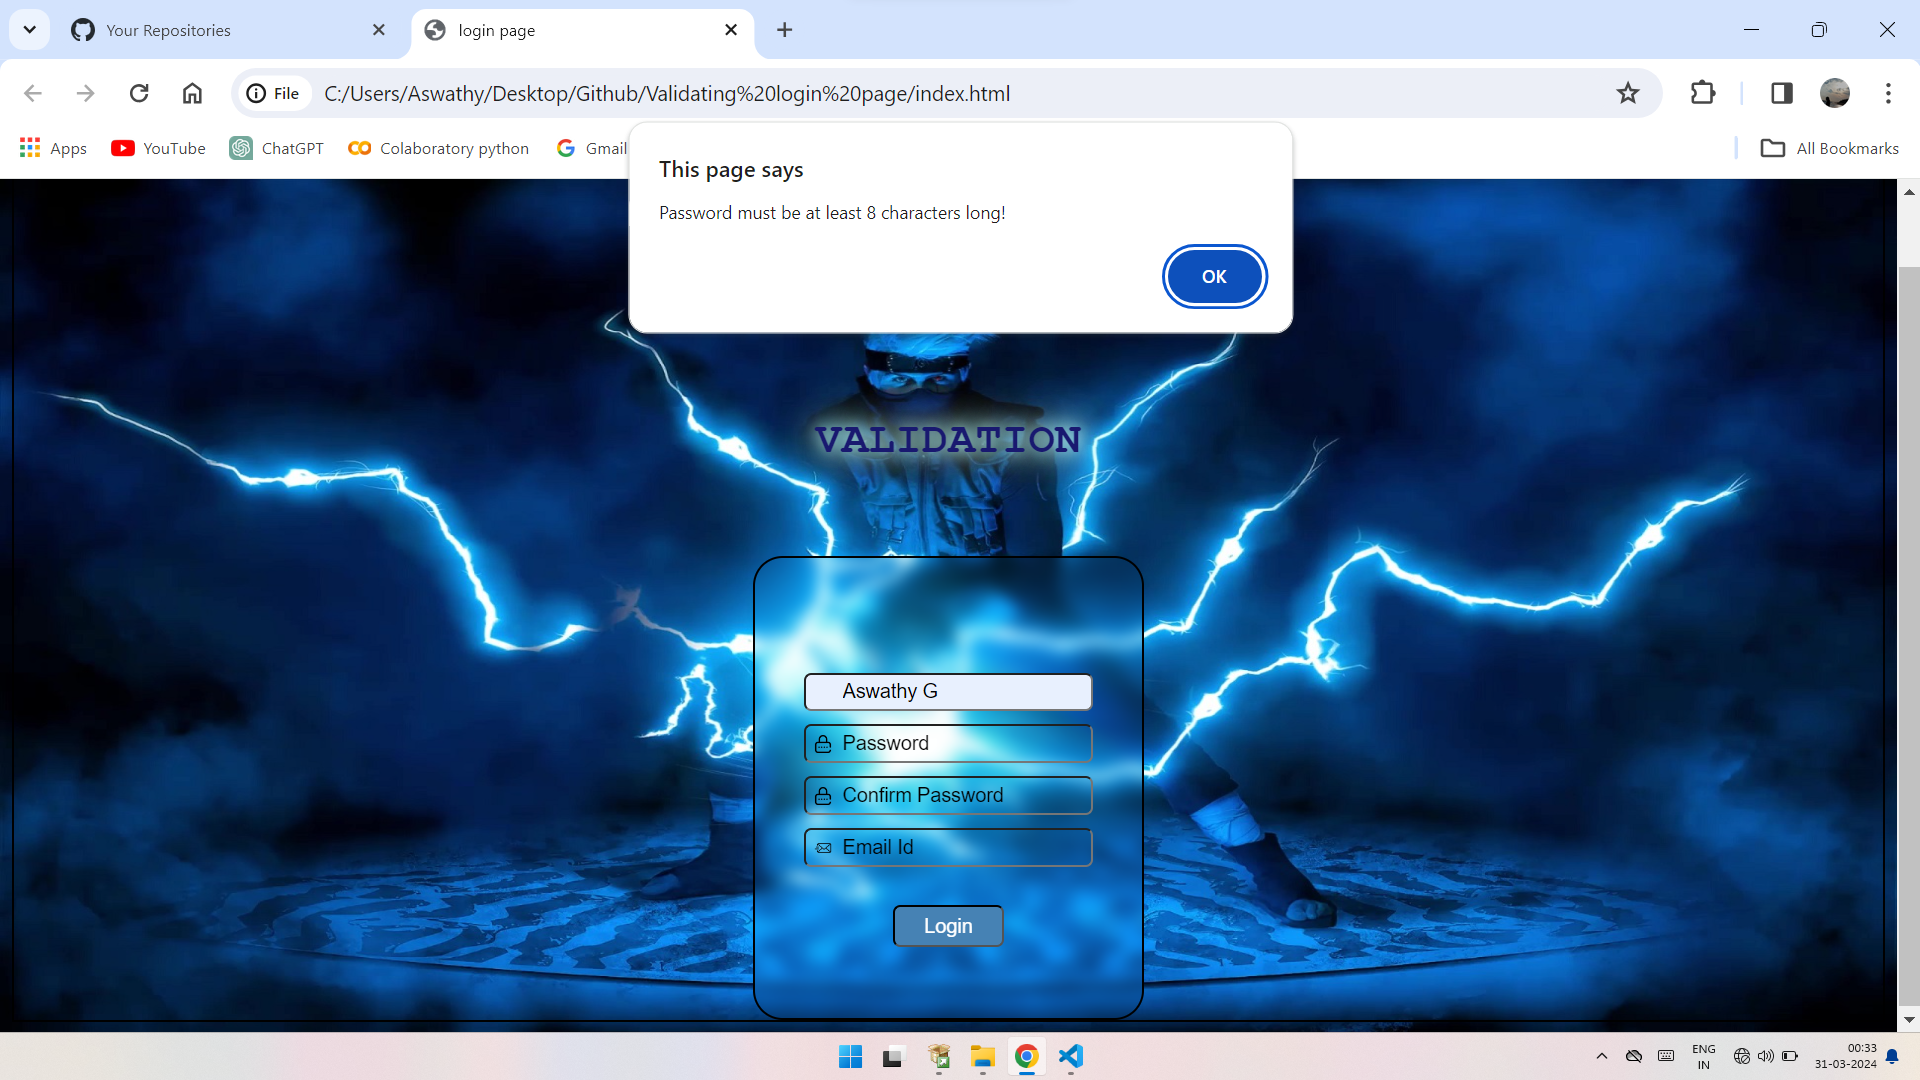 Your Repositories
login page
File
C:/Users/Aswathy/Desktop/Github/Validating%20login%20page/index.html
Apps
YouTube
ChatGPT
Colaboratory python
Gmail
All Bookmarks
This page says
Password must be at least 8 characters long!
OK
VALIDATION
Aswathy G
Password
Confirm Password
Email Id
Login
ENG
IN
00:33
31-03-2024